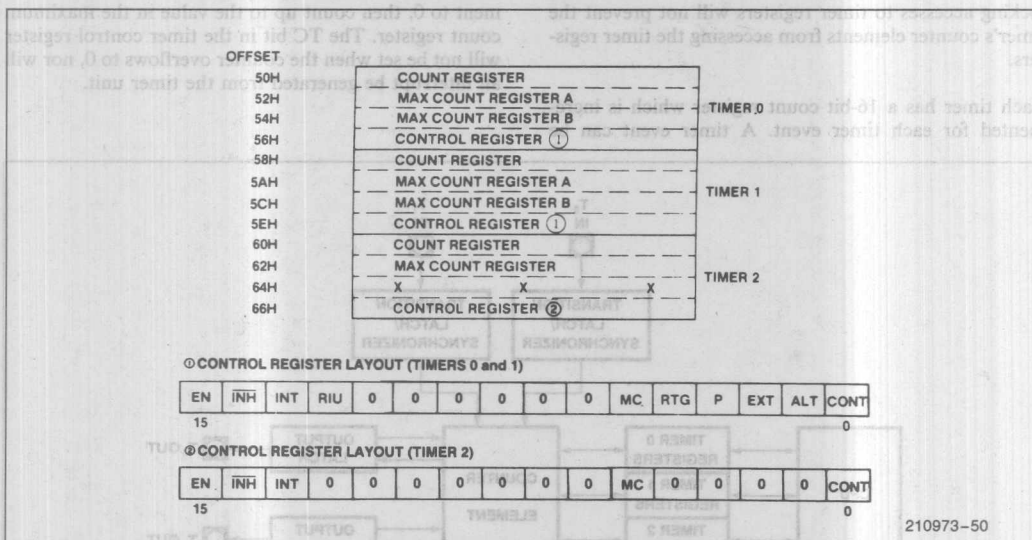 OFFSET
50H COUNT REGISTER
52H MAX COUNT REGISTER A
TIMER 0
54H MAX COUNT REGISTER B
56H CONTROL REGISTER ①
58H COUNT REGISTER
5AH MAX COUNT REGISTER A
TIMER 1
5CH MAX COUNT REGISTER B
5EH CONTROL REGISTER ①
60H COUNT REGISTER
62H MAX COUNT REGISTER
TIMER 2
64H X X X
66H CONTROL REGISTER ②
① CONTROL REGISTER LAYOUT (TIMERS 0 and 1)
EN INH INT RIU 0 0 0 0 0 0 MC RTG P EXT ALT CONT
15 0
② CONTROL REGISTER LAYOUT (TIMER 2)
EN INH INT 0 0 0 0 0 0 0 MC 0 0 0 0 CONT
15 0
210973-50